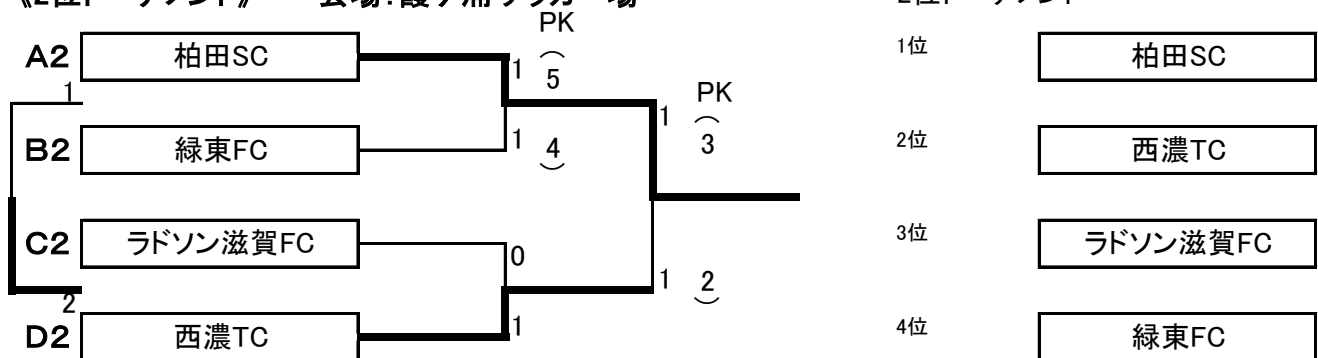 PK
A2 柏田SC 1 5
1
B2 緑東FC 1 4
C2 ラドソン滋賀FC 0
2
D2 西濃TC 1
PK
1 3
1 2
1位 柏田SC
2位 西濃TC
3位 ラドソン滋賀FC
4位 緑東FC